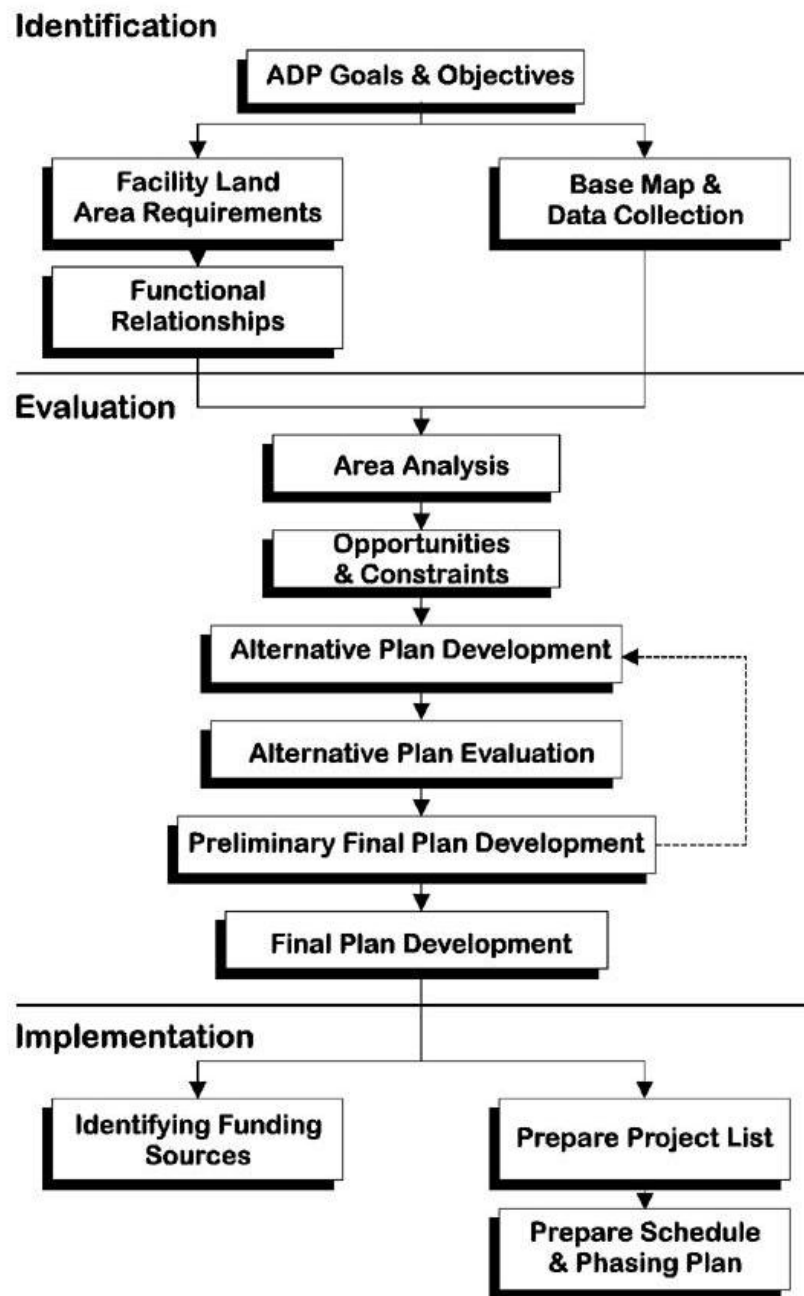 Identification
ADP Goals & Objectives
Facility Land
Area Requirements
Base Map &
Data Collection
Functional
Relationships
Evaluation
Area Analysis
Opportunities
& Constraints
Alternative Plan Development
Alternative Plan Evaluation
Preliminary Final Plan Development
Final Plan Development
Implementation
Identifying Funding
Sources
Prepare Project List
Prepare Schedule
& Phasing Plan